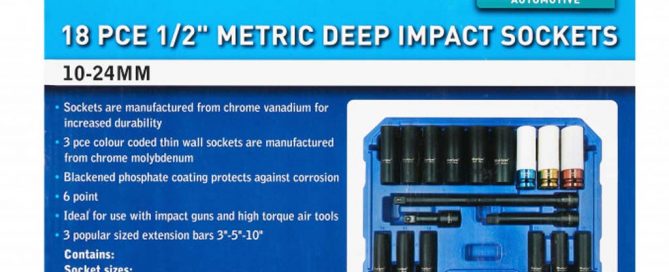 AUTOMOTIVE
18 PCE 1/2" METRIC DEEP IMPACT SOCKETS
10-24MM
• Sockets are manufactured from chrome vanadium for
increased durability
• 3 pce colour coded thin wall sockets are manufactured
from chrome molybdenum
• Blackened phosphate coating protects against corrosion
• 6 point
• Ideal for use with impact guns and high torque air tools
• 3 popular sized extension bars 3"-5"-10"
Contains:
Socket sizes: